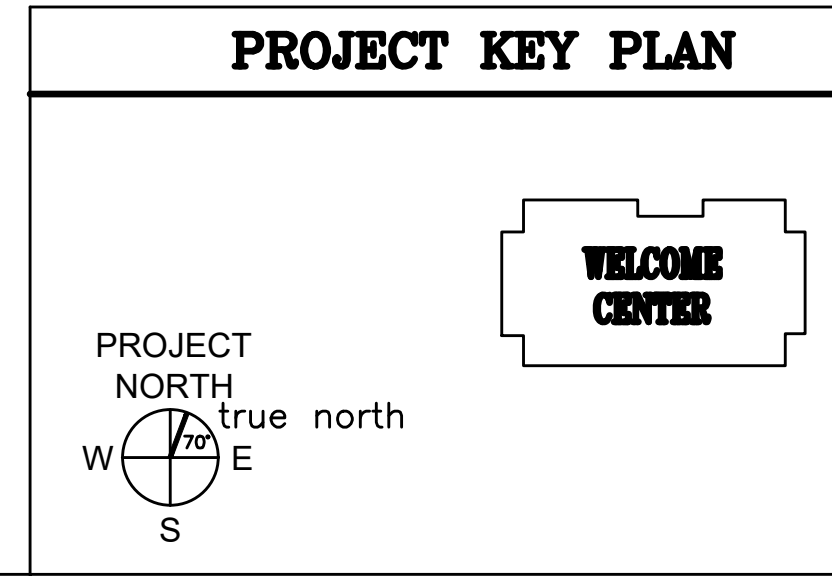 PROJECT KEY PLAN
WELCOME
CENTER
PROJECT
NORTH
true north
70°
W
E
S